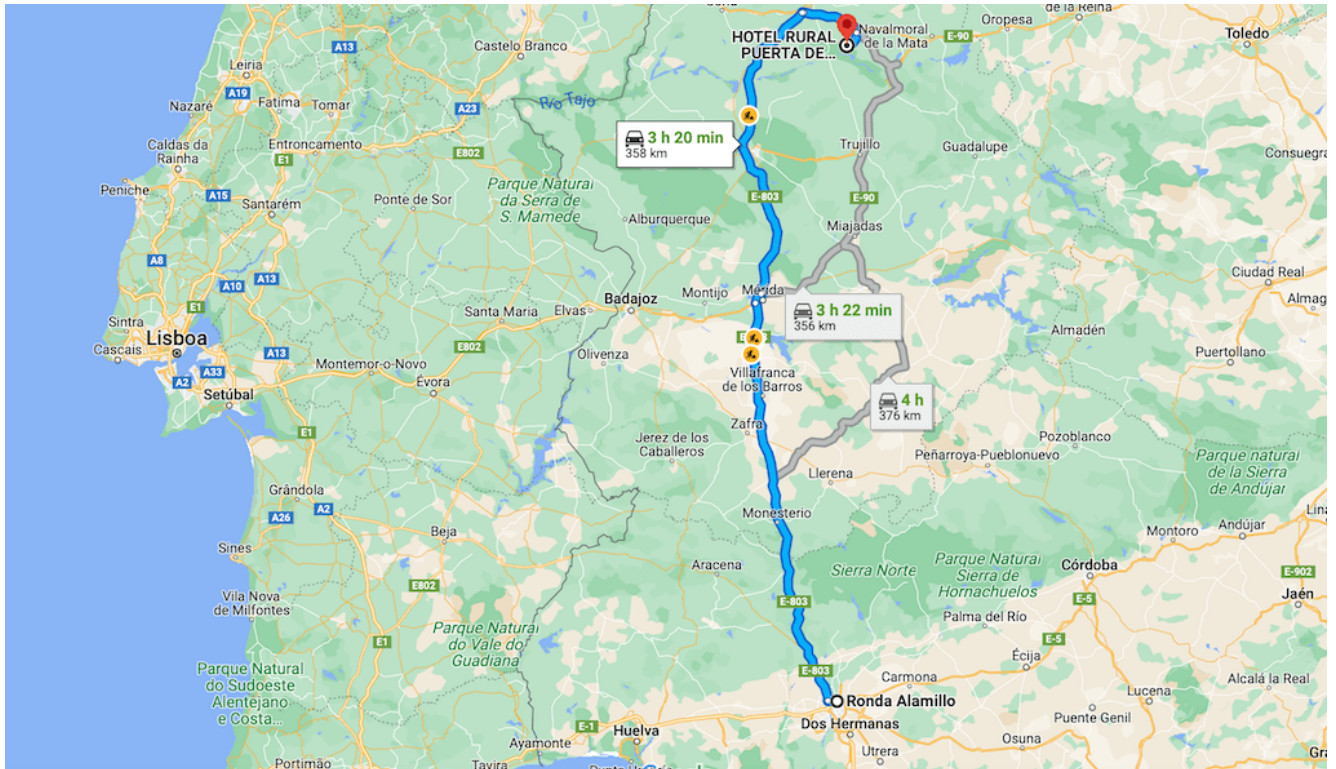 Coria
de la Reina
Oropesa
HOTEL RURAL
PUERTA DE...
Navalmoral
de la Mata
E-90
Toledo
A13
Castelo Branco
Leiria
A19
Nazaré
Fátima
Tomar
A23
Río Tajo
3 h 20 min
358 km
Caldas da
Rainha
Entroncamento
E1
E802
Trujillo
Guadalupe
Consuegra
Peniche
A15
Santarém
Ponte de Sor
Parque Natural
da Serra de
S. Mamede
E-803
E-90
Alburquerque
Miajadas
A8
A13
A10
E1
Badajoz
Montijo
Mérida
Ciudad Real
Almag
Sintra
Cascais
Lisboa
Santa Maria
Elvas
3 h 22 min
356 km
Almadén
A13
Montemor-o-Novo
E802
Olivenza
Puertollano
A2
A33
Setúbal
Évora
Villafranca
de los Barros
4 h
376 km
E1
Zafra
Jerez de los
Caballeros
Pozoblanco
Llerena
Peñarroya-Pueblonuevo
Parque natural
de la Sierra
de Andújar
Grândola
A26
A2
Monesterio
Beja
Montoro
Andújar
Lina
Sines
Aracena
Sierra Norte
Parque Natural
Sierra de
Hornachuelos
Córdoba
E-902
E802
Vila Nova
de Milfontes
E-803
E-5
Jaén
Palma del Río
E1
Parque Natural
do Vale do
Guadiana
E-5
Écija
Parque Natural
do Sudoeste
Alentejano
e Costa...
E-803
Carmona
Alcalá la Real
Ronda Alamillo
Lucena
Dos Hermanas
Puente Genil
E-1
Huelva
Ayamonte
Utrera
Osuna
Gra
Portimão
Tavira